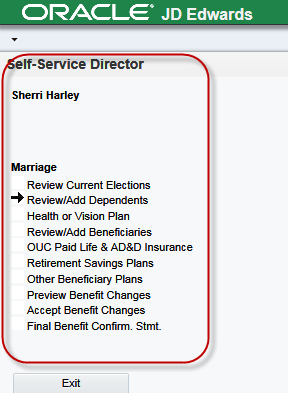 ORACLE® JD Edwards
Self-Service Director
Sherri Harley
Marriage
Review Current Elections
Review/Add Dependents
Health or Vision Plan
Review/Add Beneficiaries
OUC Paid Life & AD&D Insurance
Retirement Savings Plans
Other Beneficiary Plans
Preview Benefit Changes
Accept Benefit Changes
Final Benefit Confirm. Stmt.
Exit